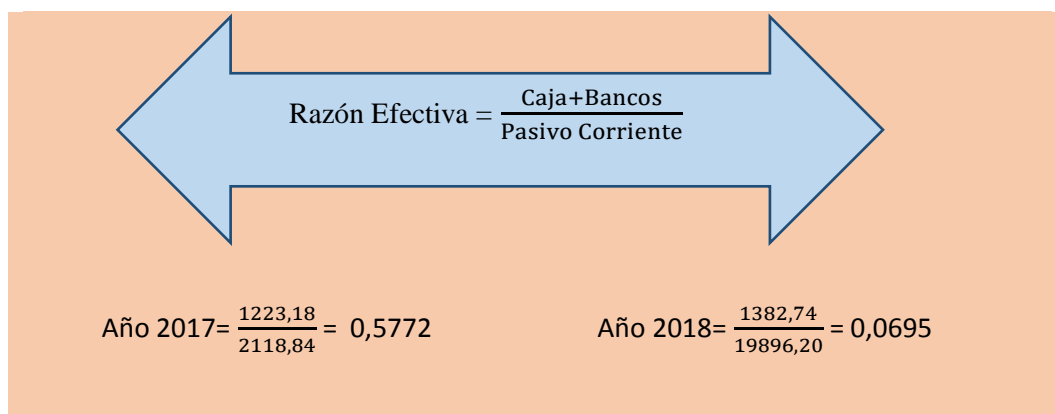 Razón Efectiva = Caja+Bancos / Pasivo Corriente
Año 2017= 1223,18 / 2118,84 = 0,5772
Año 2018= 1382,74 / 19896,20 = 0,0695